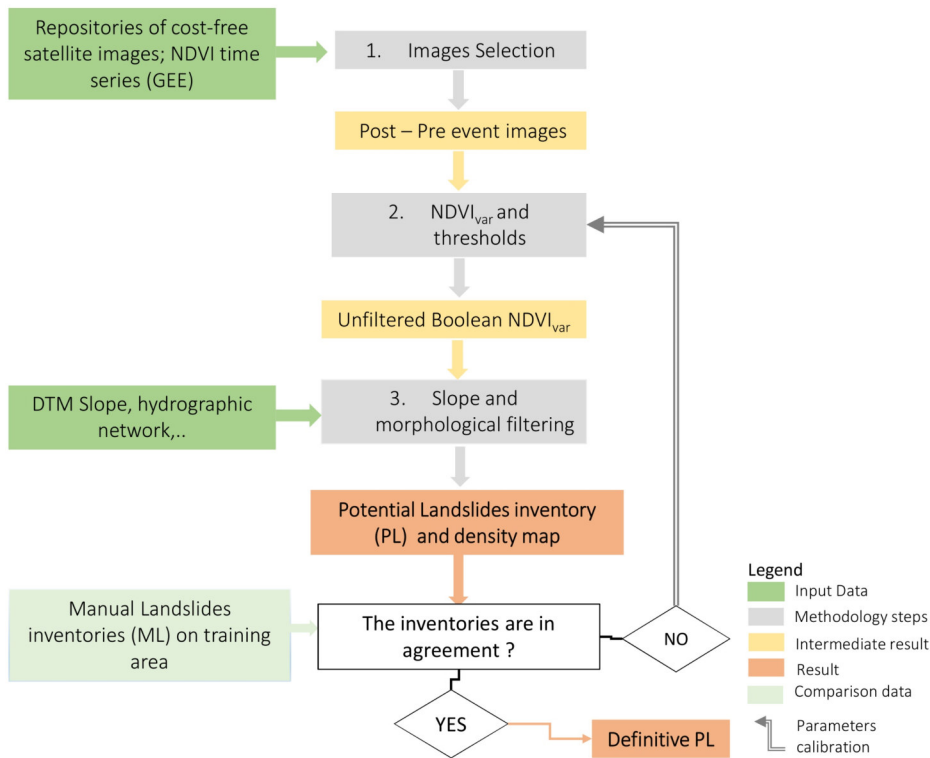 Repositories of cost-free
satellite images; NDVI time
series (GEE)
1. Images Selection
Post – Pre event images
2. NDVIvar and
thresholds
Unfiltered Boolean NDVIvar
DTM Slope, hydrographic
network,..
3. Slope and
morphological filtering
Potential Landslides inventory
(PL) and density map
Manual Landslides
inventories (ML) on training
area
The inventories are in
agreement ?
NO
YES
Definitive PL
Legend
Input Data
Methodology steps
Intermediate result
Result
Comparison data
Parameters
calibration